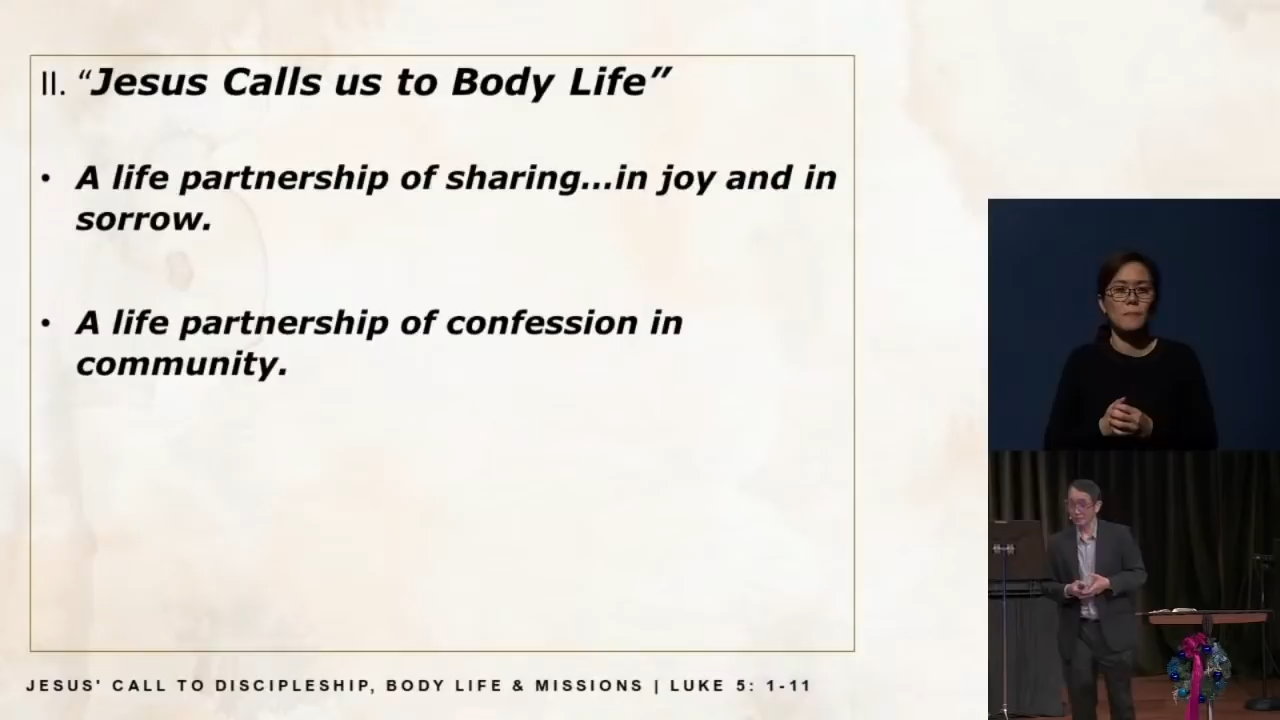 II. “Jesus Calls us to Body Life”
• A life partnership of sharing…in joy and in
sorrow.
• A life partnership of confession in
community.
JESUS' CALL TO DISCIPLESHIP, BODY LIFE & MISSIONS | LUKE 5: 1-11